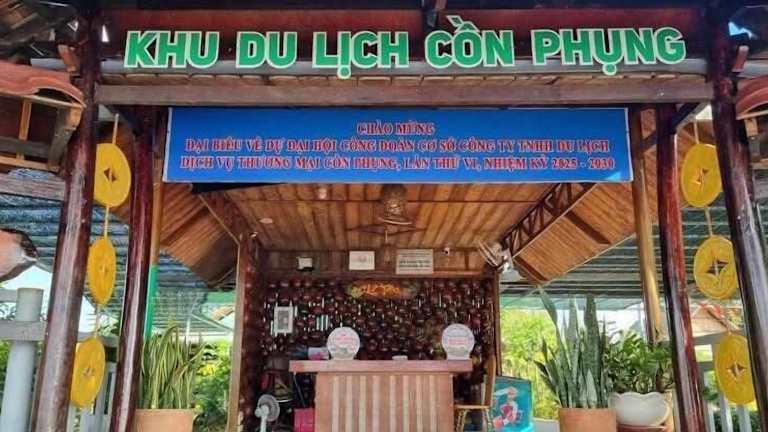 KHU DU LỊCH CỒN PHỤNG
CHÀO MỪNG
ĐẠI BIỂU VỀ DỰ ĐẠI HỘI CÔNG ĐOÀN CƠ SỞ CÔNG TY TNHH DU LỊCH
DỊCH VỤ THƯƠNG MẠI CỒN PHỤNG, LẦN THỨ VI, NHIỆM KỲ 2025 - 2030